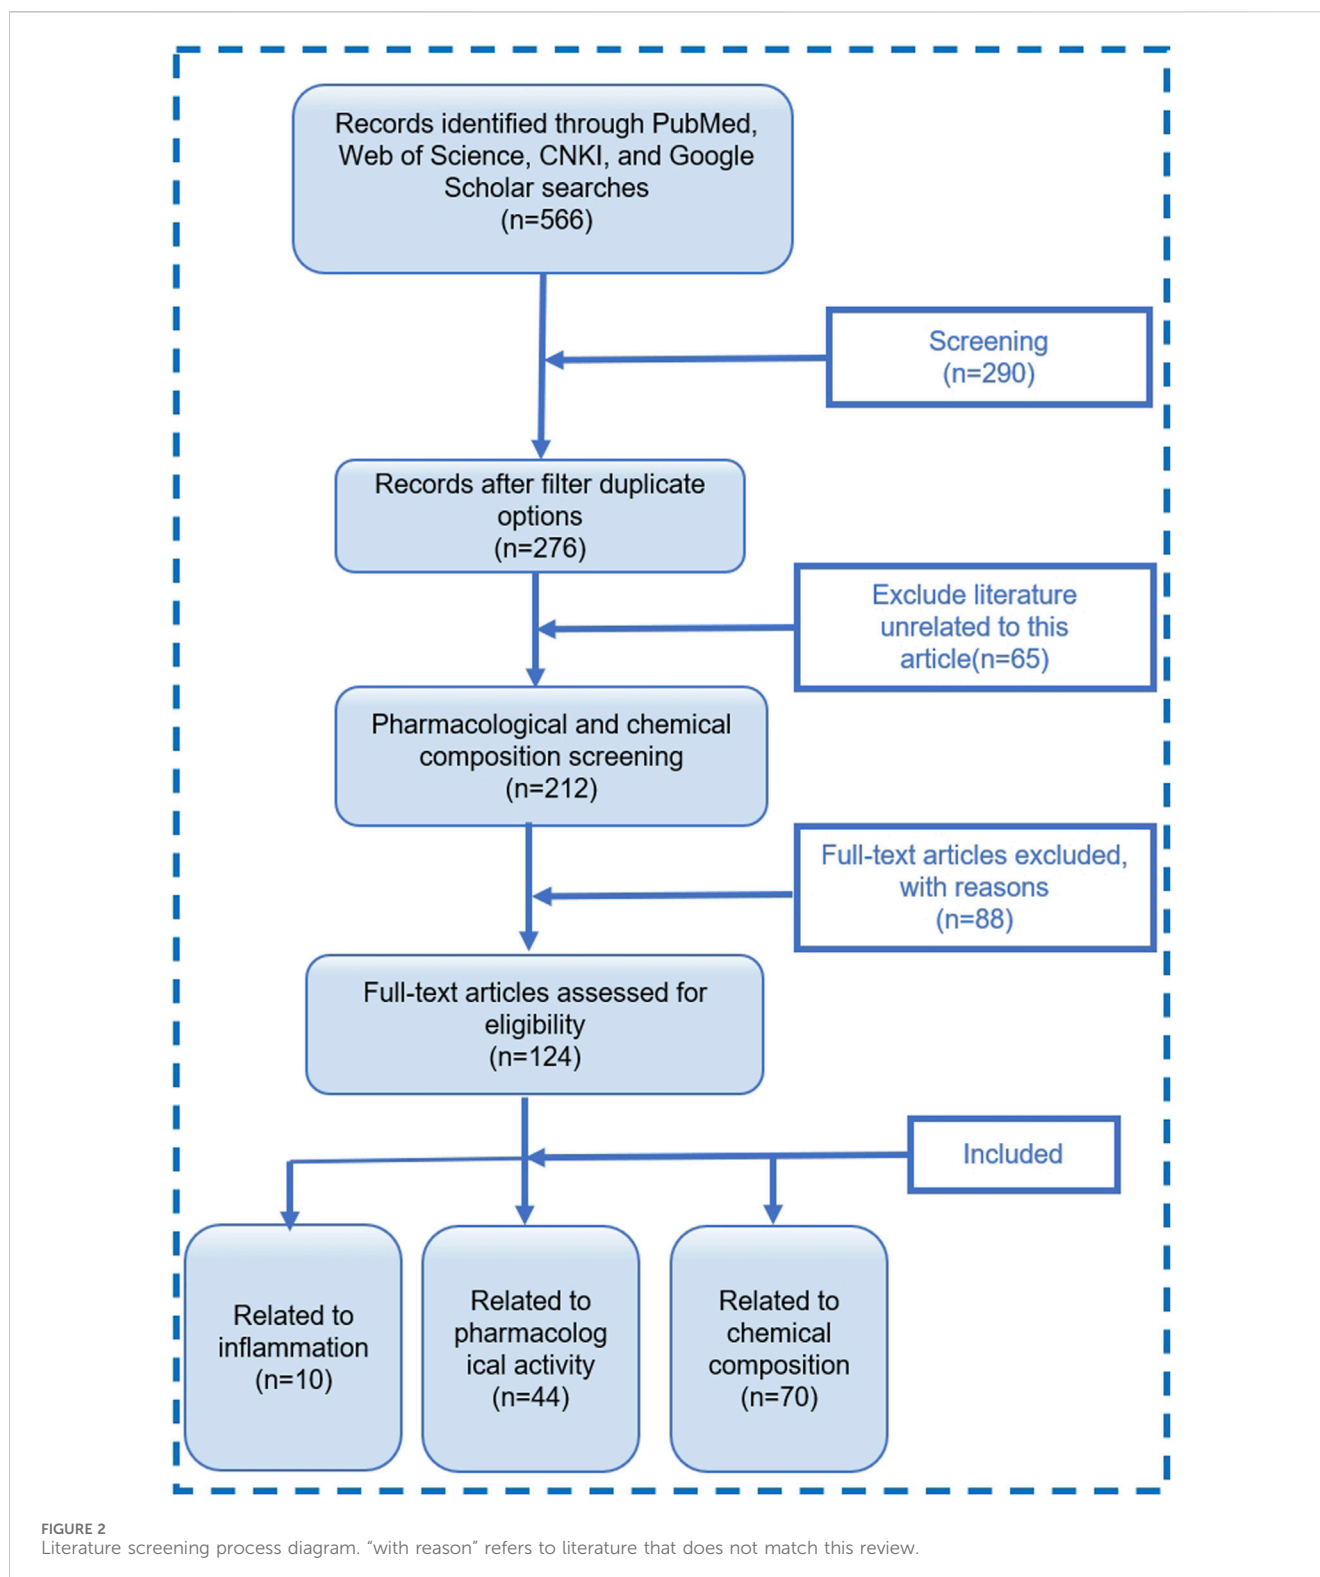 Records identified through PubMed,
Web of Science, CNKI, and Google
Scholar searches
(n=566)
Screening
(n=290)
Records after filter duplicate
options
(n=276)
Exclude literature
unrelated to this
article(n=65)
Pharmacological and chemical
composition screening
(n=212)
Full-text articles excluded,
with reasons
(n=88)
Full-text articles assessed for
eligibility
(n=124)
Included
Related to
inflammation
(n=10)
Related to
pharmacolog
ical activity
(n=44)
Related to
chemical
composition
(n=70)
FIGURE 2
Literature screening process diagram. “with reason” refers to literature that does not match this review.